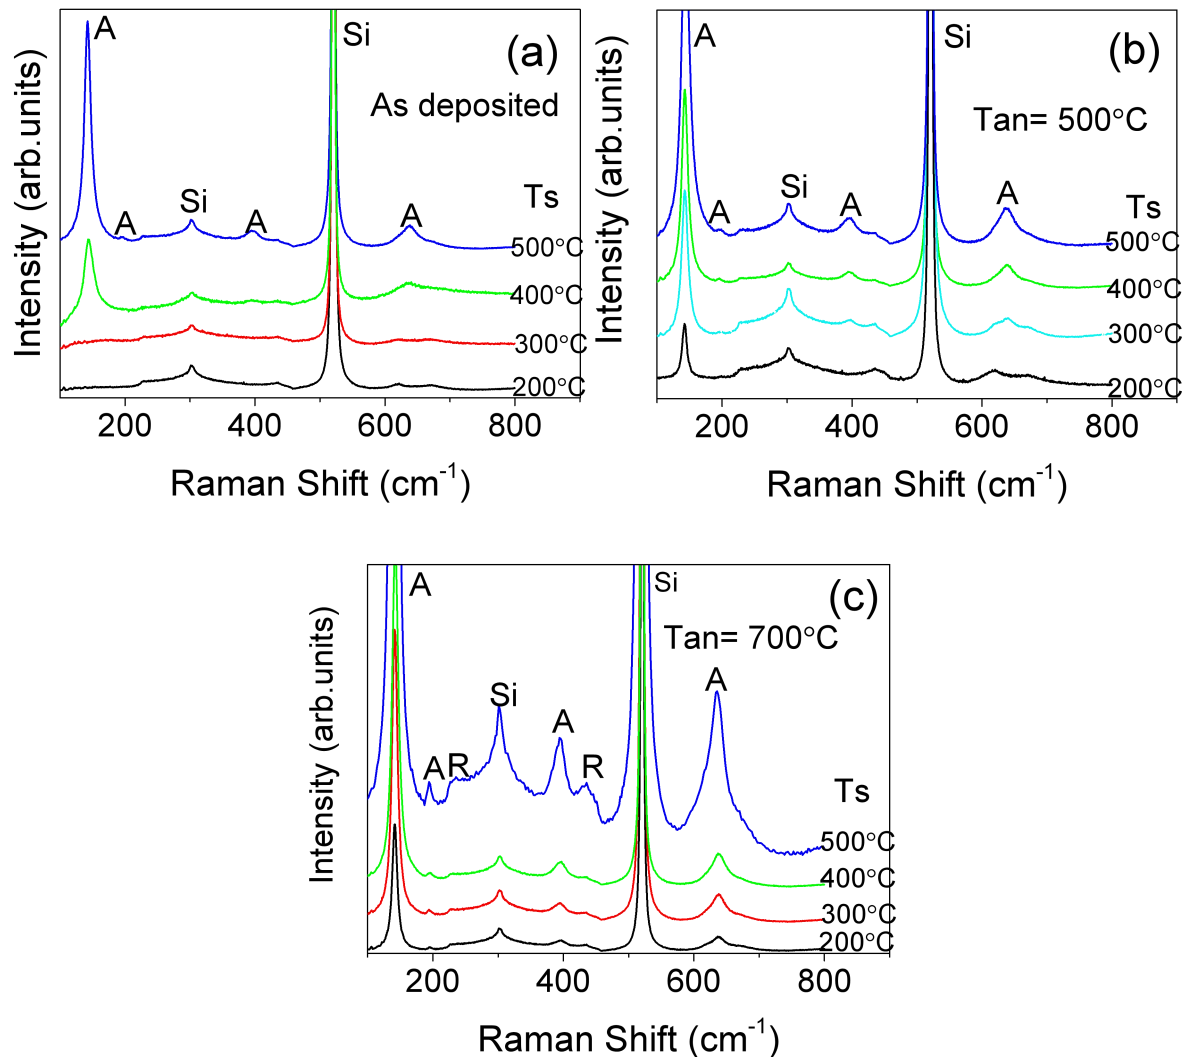 A
Si
(a)
As deposited
A
Si
A
A
Ts
500°C
400°C
300°C
200°C
200
400
600
800
Intensity (arb.units)
Raman Shift (cm⁻¹)
A
Si
(b)
Tan= 500°C
A
Si
A
A
Ts
500°C
400°C
300°C
200°C
200
400
600
800
Intensity (arb.units)
Raman Shift (cm⁻¹)
A
Si
(c)
Tan= 700°C
A
R
Si
A
R
A
Ts
500°C
400°C
300°C
200°C
200
400
600
800
Intensity (arb.units)
Raman Shift (cm⁻¹)